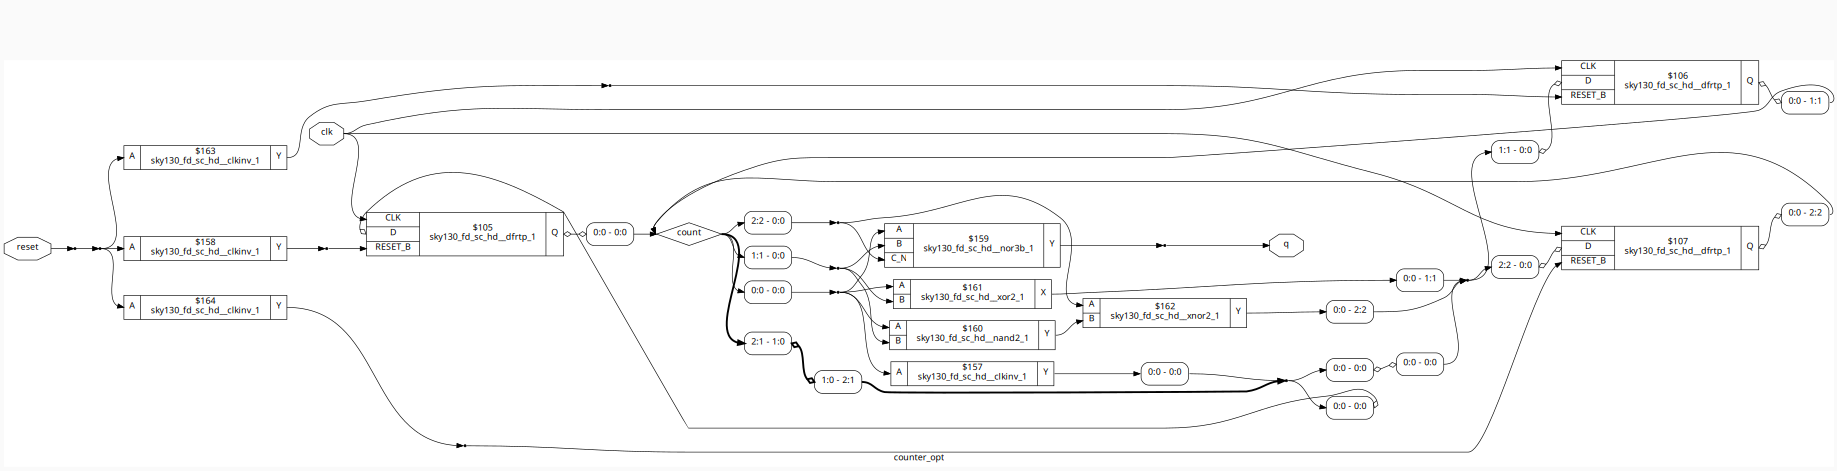 $106
CLK
D
RESET_B
sky130_fd_sc_hd__dfrtp_1
Q
0:0 - 1:1
clk
$163
A
sky130_fd_sc_hd__clkinv_1
Y
1:1 - 0:0
$105
CLK
D
RESET_B
sky130_fd_sc_hd__dfrtp_1
Q
0:0 - 0:0
count
2:2 - 0:0
1:1 - 0:0
0:0 - 0:0
2:1 - 1:0
1:0 - 2:1
reset
$158
A
sky130_fd_sc_hd__clkinv_1
Y
$164
A
sky130_fd_sc_hd__clkinv_1
Y
$159
A
B
C_N
sky130_fd_sc_hd__nor3b_1
Y
q
$161
A
B
sky130_fd_sc_hd__xor2_1
X
$160
A
B
sky130_fd_sc_hd__nand2_1
Y
$157
A
sky130_fd_sc_hd__clkinv_1
Y
0:0 - 0:0
$162
A
B
sky130_fd_sc_hd__xnor2_1
Y
0:0 - 1:1
0:0 - 2:2
0:0 - 0:0
0:0 - 0:0
0:0 - 0:0
2:2 - 0:0
$107
CLK
D
RESET_B
sky130_fd_sc_hd__dfrtp_1
Q
0:0 - 2:2
counter_opt